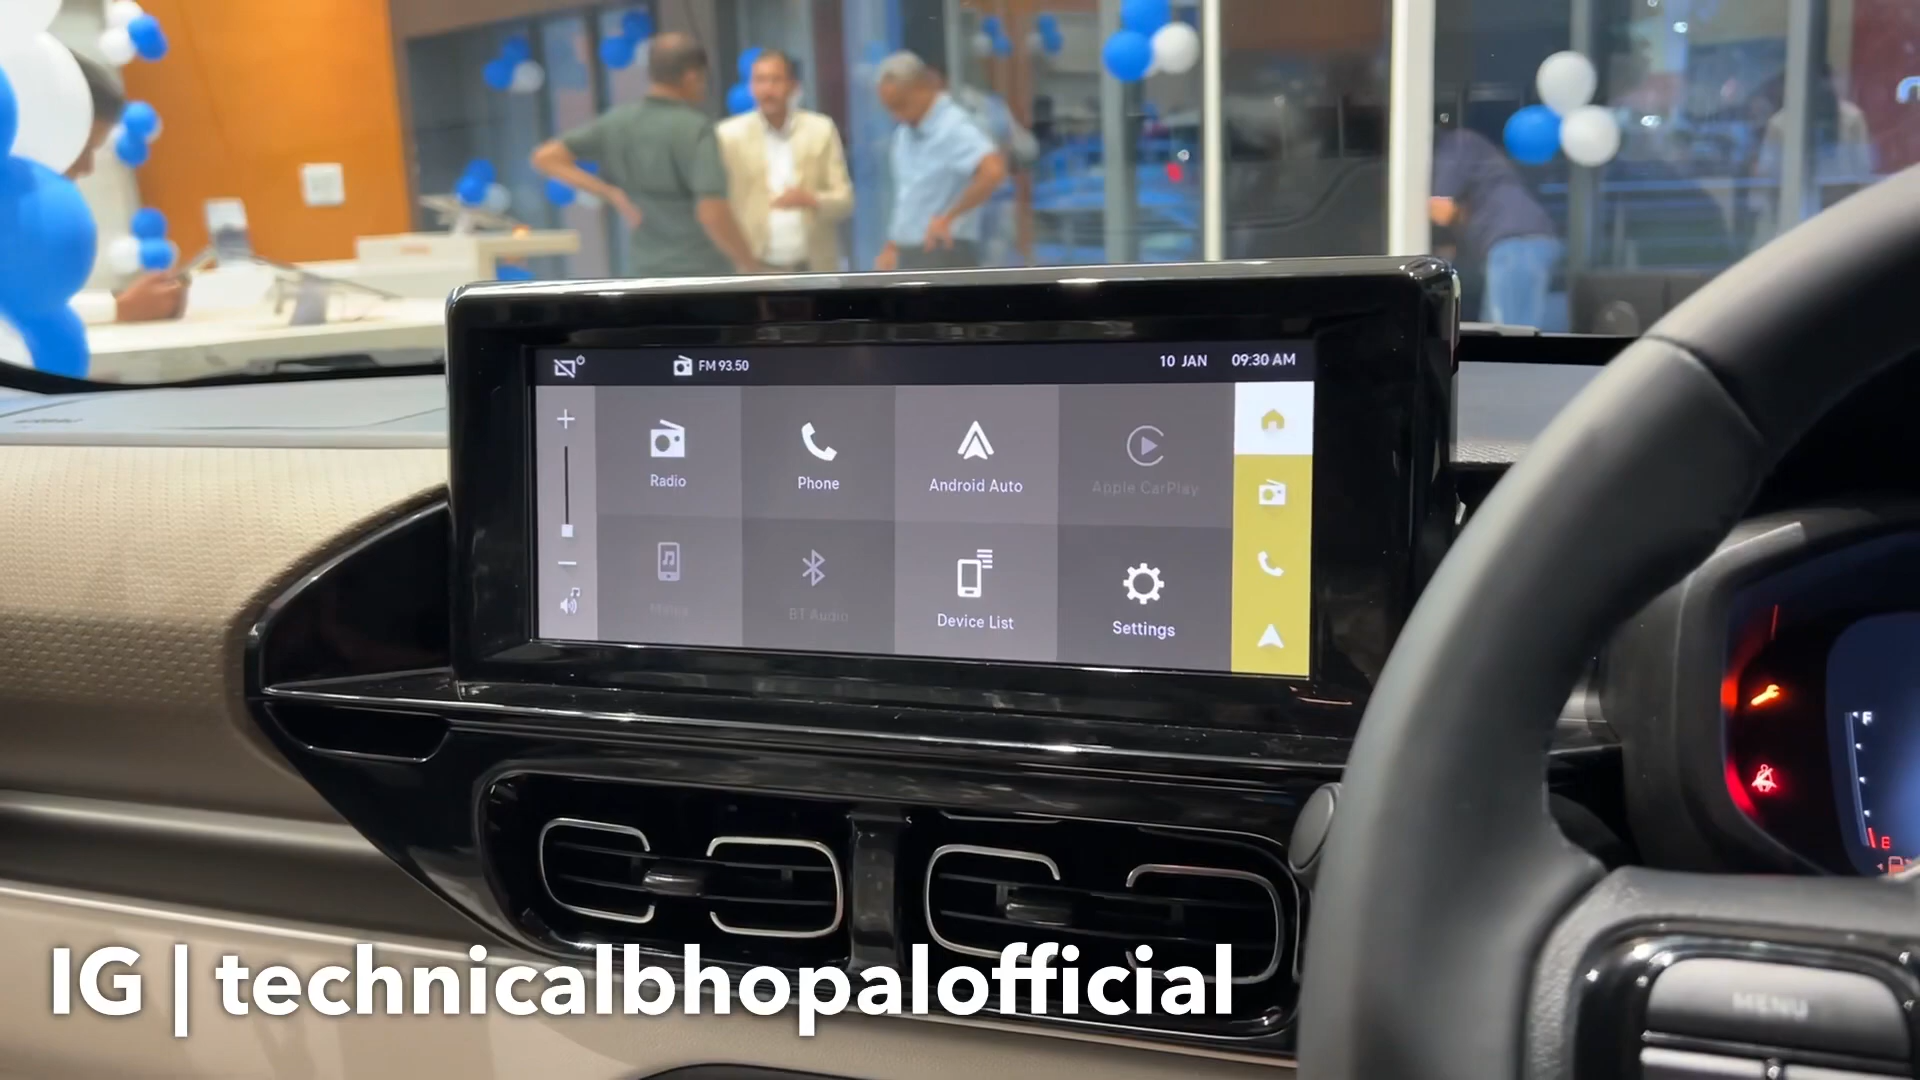 FM 93.50
10 JAN 09:30 AM
Radio
Phone
Android Auto
Apple CarPlay
BT Audio
Device List
Settings
F
E
MENU
IG | technicalbhopalofficial